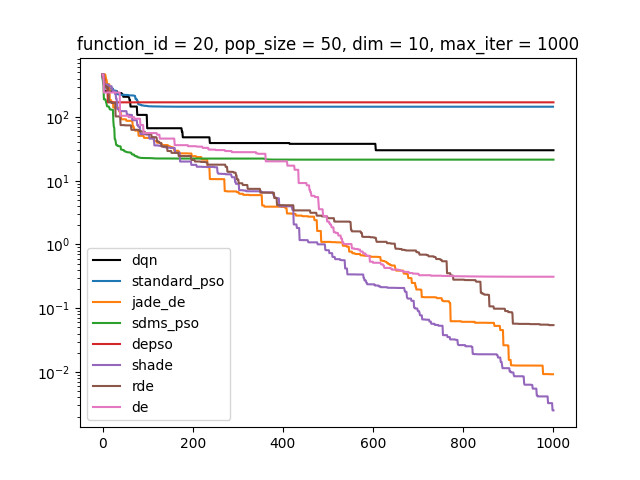 function_id = 20, pop_size = 50, dim = 10, max_iter = 1000
10²
10¹
10⁰
10⁻¹
10⁻²
dqn
standard_pso
jade_de
sdms_pso
depso
shade
rde
de
0 200 400 600 800 1000